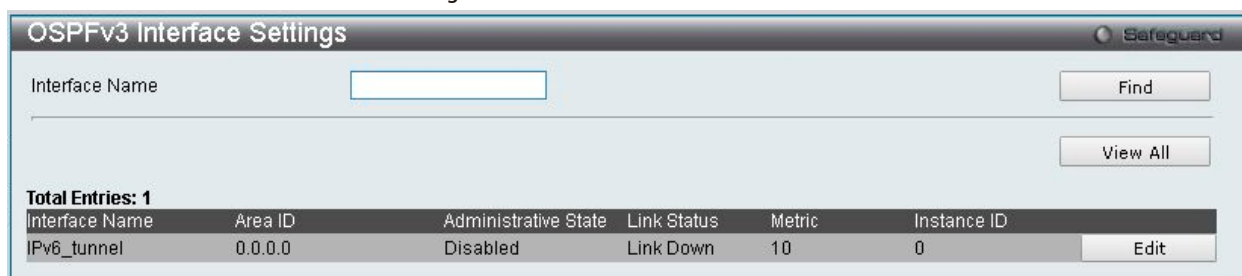 OSPFv3 Interface Settings Safeguard
Interface Name Find
View All
Total Entries: 1
Interface Name Area ID Administrative State Link Status Metric Instance ID
IPv6_tunnel 0.0.0.0 Disabled Link Down 10 0 Edit